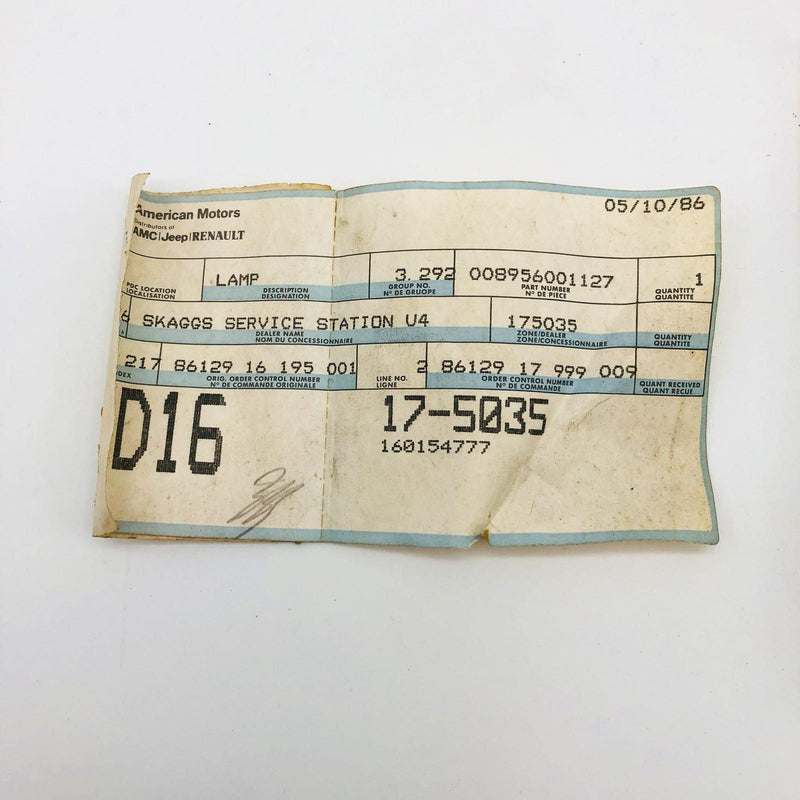 American Motors
Distributors of
AMC|Jeep|RENAULT
05/10/86
LAMP 3.292 008956001127 1
PDC LOCATION DESCRIPTION GROUP NO. PART NUMBER QUANTITY
LOCALISATION DESIGNATION Nº DE GRUOPE Nº DE PIECE QUANTITE
6 SKAGGS SERVICE STATION U4 175035
DEALER NAME ZONE/DEALER QUANTITY
NOM DU CONCESSIONNAIRE ZONE/CONCESSIONNAIRE QUANTITE
217 86129 16 195 001 2 86129 17 999 009
ORIG. ORDER CONTROL NUMBER LINE NO. ORDER CONTROL NUMBER QUANT RECEIVED
Nº DE COMMANDE ORIGINALE LIGNE Nº DE COMMANDE QUANT RECUE
D16 17-5035
160154777